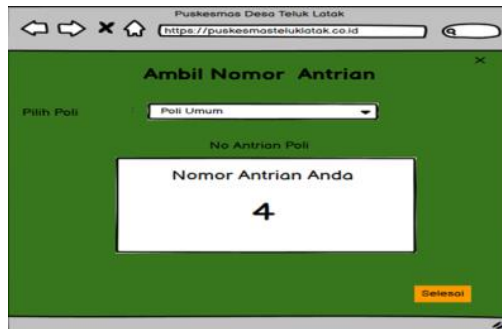 Puskesmas Desa Teluk Latak
https://puskesmasteluklatak.co.id
Ambil Nomor Antrian
Pilih Poli : Poli Umum
No Antrian Poli
Nomor Antrian Anda
4
Selesai